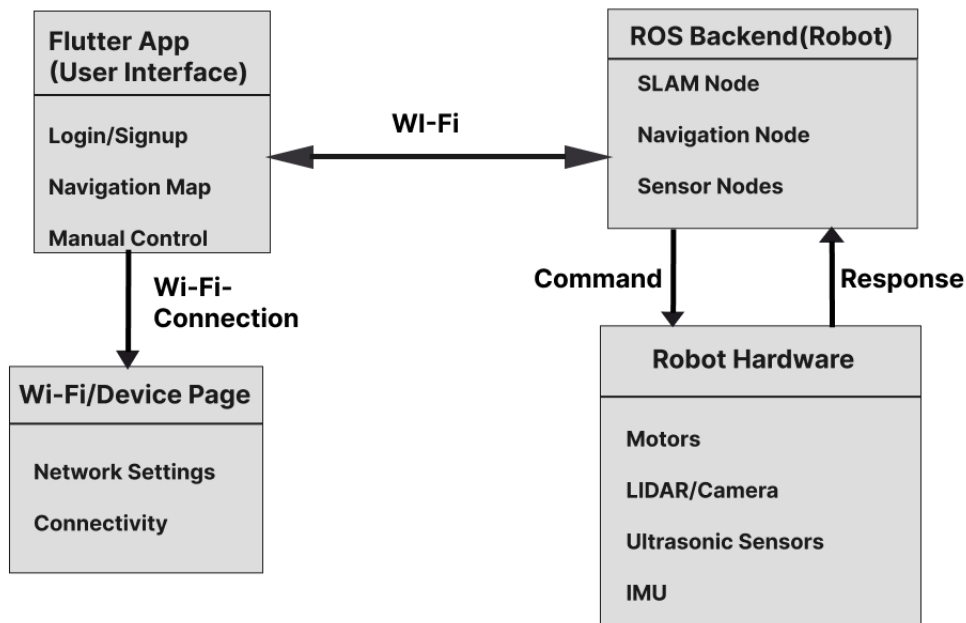 Flutter App
(User Interface)
Login/Signup
Navigation Map
Manual Control
WI-Fi
ROS Backend(Robot)
SLAM Node
Navigation Node
Sensor Nodes
Wi-Fi-
Connection
Command
Response
Wi-Fi/Device Page
Network Settings
Connectivity
Robot Hardware
Motors
LIDAR/Camera
Ultrasonic Sensors
IMU